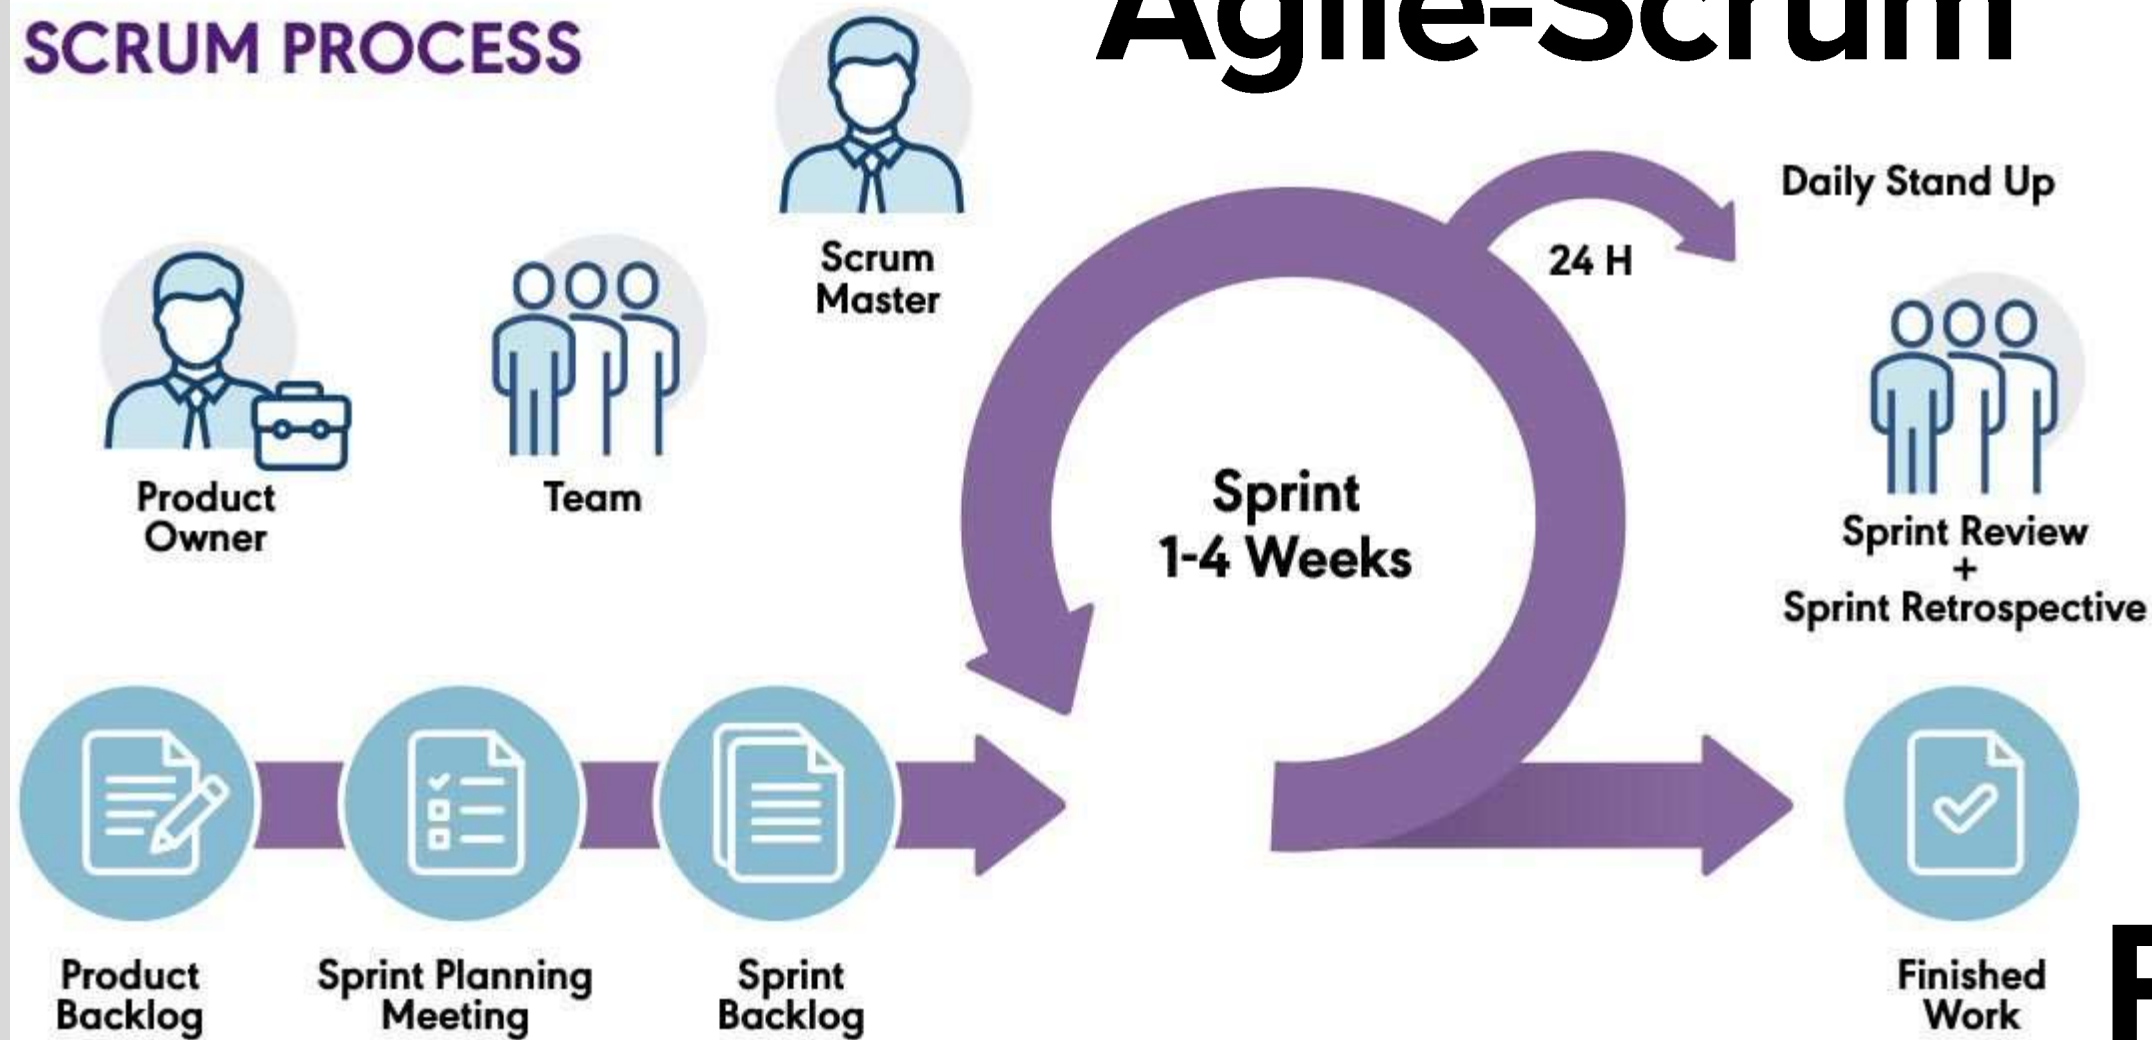 SCRUM PROCESS
Agile-Scrum
Scrum
Master
Daily Stand Up
24 H
Product
Owner
Team
Sprint
1-4 Weeks
Sprint Review
+
Sprint Retrospective
Product
Backlog
Sprint Planning
Meeting
Sprint
Backlog
Finished
Work